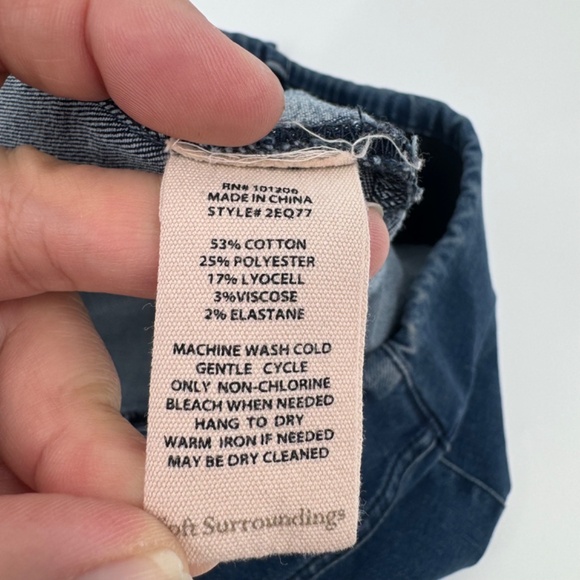 RN# 101206
MADE IN CHINA
STYLE# 2EQ77
53% COTTON
25% POLYESTER
17% LYOCELL
3%VISCOSE
2% ELASTANE
MACHINE WASH COLD
GENTLE CYCLE
ONLY NON-CHLORINE
BLEACH WHEN NEEDED
HANG TO DRY
WARM IRON IF NEEDED
MAY BE DRY CLEANED
Soft Surroundings